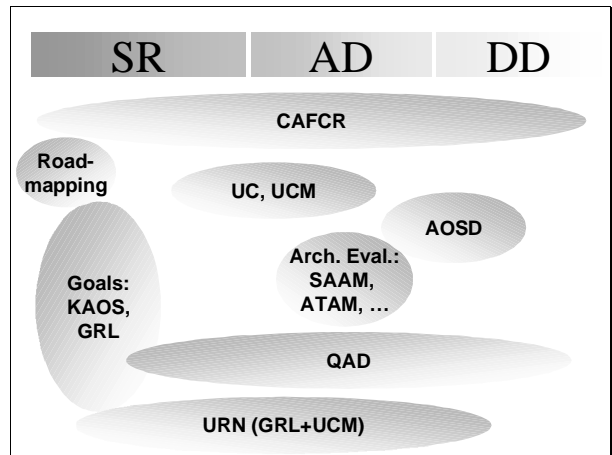 SR AD DD
CAFCR
Road-
mapping
UC, UCM
AOSD
Arch. Eval.:
SAAM,
ATAM, …
Goals:
KAOS,
GRL
QAD
URN (GRL+UCM)